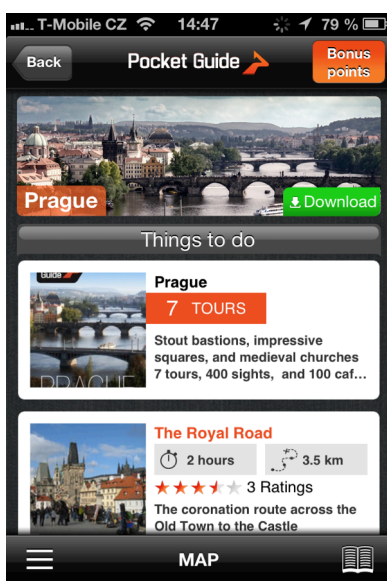 T-Mobile CZ 14:47 79 %
Back
Pocket Guide
Bonus
points
Prague
Download
Things to do
Guide
PRAGUE
Prague
7 TOURS
Stout bastions, impressive
squares, and medieval churches
7 tours, 400 sights, and 100 caf...
The Royal Road
2 hours
3.5 km
3 Ratings
The coronation route across the
Old Town to the Castle
MAP